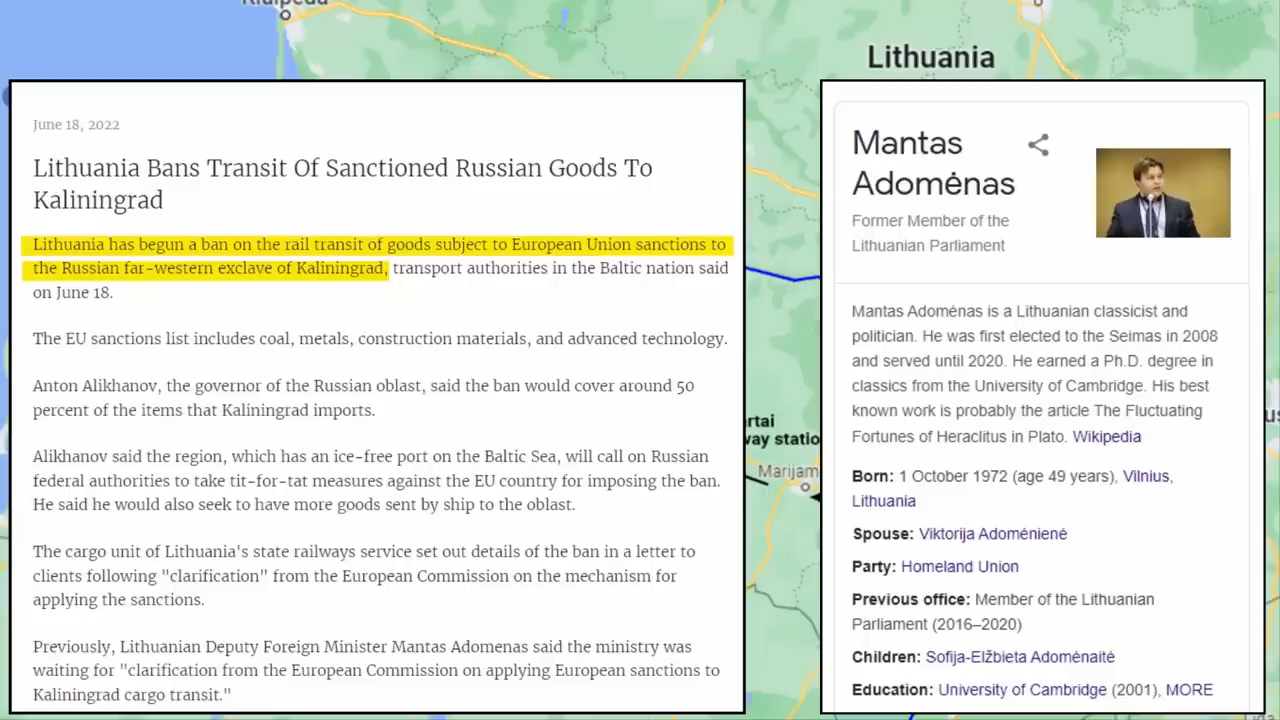 Klaipėda
Lithuania
June 18, 2022
Lithuania Bans Transit Of Sanctioned Russian Goods To
Kaliningrad
Lithuania has begun a ban on the rail transit of goods subject to European Union sanctions to
the Russian far-western exclave of Kaliningrad, transport authorities in the Baltic nation said
on June 18.
The EU sanctions list includes coal, metals, construction materials, and advanced technology.
Anton Alikhanov, the governor of the Russian oblast, said the ban would cover around 50
percent of the items that Kaliningrad imports.
Alikhanov said the region, which has an ice-free port on the Baltic Sea, will call on Russian
federal authorities to take tit-for-tat measures against the EU country for imposing the ban.
He said he would also seek to have more goods sent by ship to the oblast.
The cargo unit of Lithuania's state railways service set out details of the ban in a letter to
clients following "clarification" from the European Commission on the mechanism for
applying the sanctions.
Previously, Lithuanian Deputy Foreign Minister Mantas Adomenas said the ministry was
waiting for "clarification from the European Commission on applying European sanctions to
Kaliningrad cargo transit."
rtai
way statio
Marijam
Mantas
Adomėnas
Former Member of the
Lithuanian Parliament
Mantas Adomėnas is a Lithuanian classicist and
politician. He was first elected to the Seimas in 2008
and served until 2020. He earned a Ph.D. degree in
classics from the University of Cambridge. His best
known work is probably the article The Fluctuating
Fortunes of Heraclitus in Plato. Wikipedia
Born: 1 October 1972 (age 49 years), Vilnius,
Lithuania
Spouse: Viktorija Adomėnienė
Party: Homeland Union
Previous office: Member of the Lithuanian
Parliament (2016–2020)
Children: Sofija-Elžbieta Adomėnaitė
Education: University of Cambridge (2001), MORE